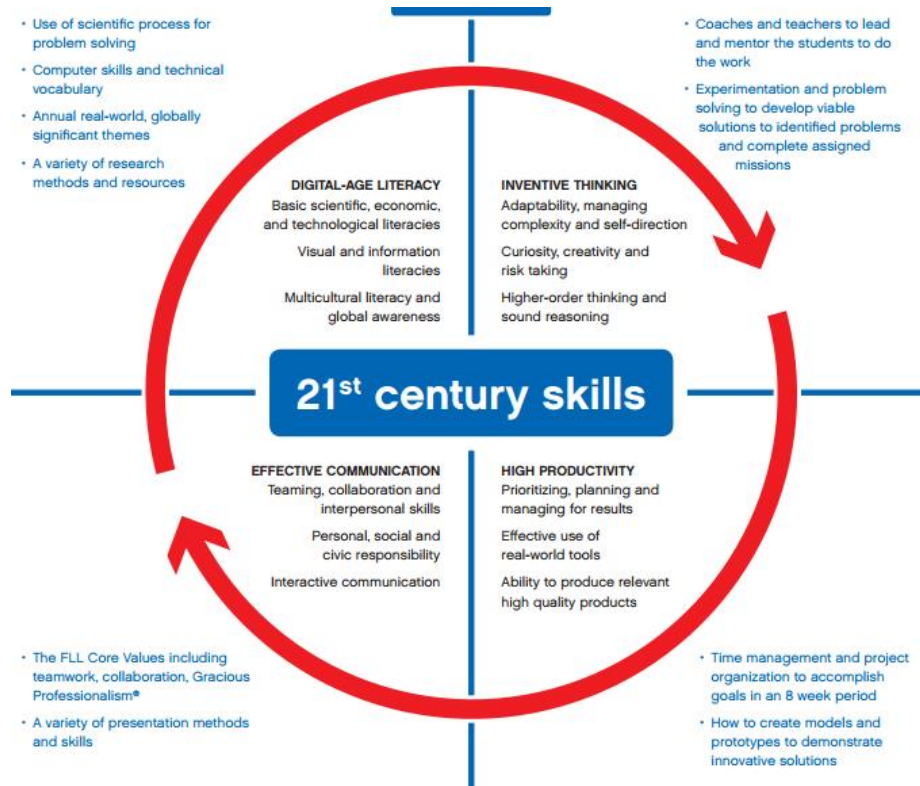 • Use of scientific process for
problem solving
• Computer skills and technical
vocabulary
• Annual real-world, globally
significant themes
• A variety of research
methods and resources
• Coaches and teachers to lead
and mentor the students to do
the work
• Experimentation and problem
solving to develop viable
solutions to identified problems
and complete assigned
missions
DIGITAL-AGE LITERACY
Basic scientific, economic,
and technological literacies
Visual and information
literacies
Multicultural literacy and
global awareness
INVENTIVE THINKING
Adaptability, managing
complexity and self-direction
Curiosity, creativity and
risk taking
Higher-order thinking and
sound reasoning
21st century skills
EFFECTIVE COMMUNICATION
Teaming, collaboration and
interpersonal skills
Personal, social and
civic responsibility
Interactive communication
HIGH PRODUCTIVITY
Prioritizing, planning and
managing for results
Effective use of
real-world tools
Ability to produce relevant
high quality products
• The FLL Core Values including
teamwork, collaboration, Gracious
Professionalism®
• A variety of presentation methods
and skills
• Time management and project
organization to accomplish
goals in an 8 week period
• How to create models and
prototypes to demonstrate
innovative solutions